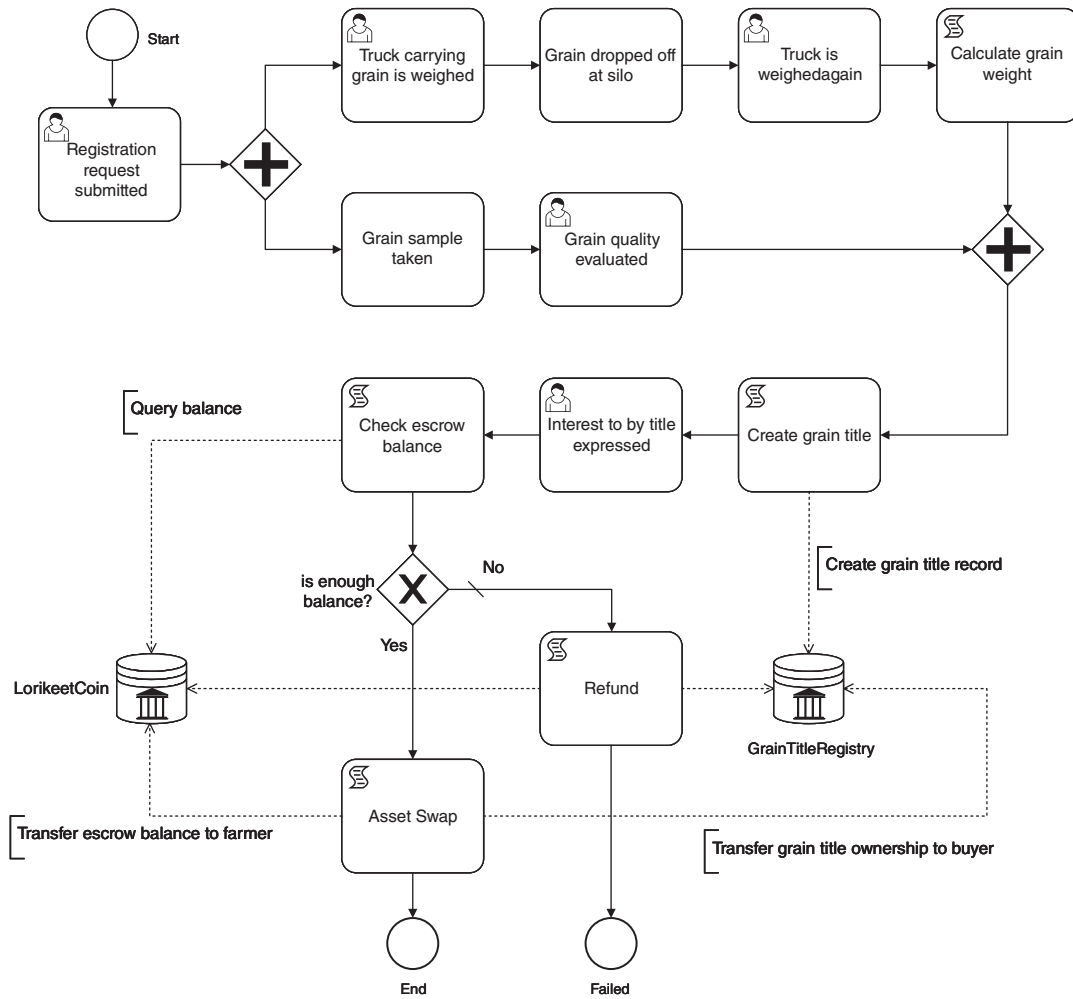 Start
Registration
request
submitted
Truck carrying
grain is weighed
Grain dropped off
at silo
Truck is
weighedagain
Calculate grain
weight
Grain sample
taken
Grain quality
evaluated
Query balance
Check escrow
balance
Interest to by title
expressed
Create grain title
Create grain title record
is enough
balance?
No
Yes
LorikeetCoin
Refund
GrainTitleRegistry
Asset Swap
Transfer escrow balance to farmer
Transfer grain title ownership to buyer
End
Failed